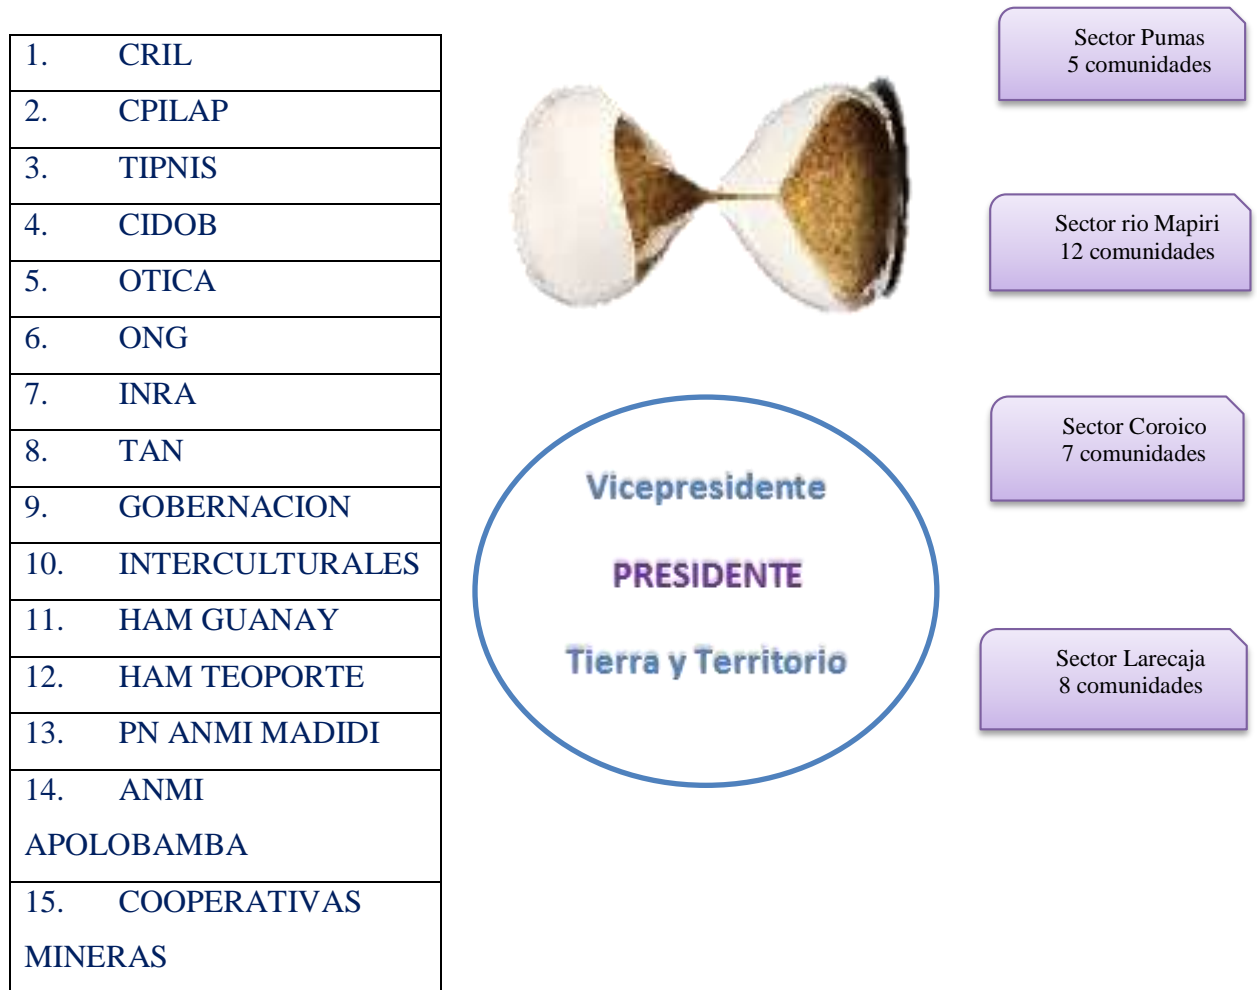 1. CRIL
2. CPILAP
3. TIPNIS
4. CIDOB
5. OTICA
6. ONG
7. INRA
8. TAN
9. GOBERNACION
10. INTERCULTURALES
11. HAM GUANAY
12. HAM TEOPORTE
13. PN ANMI MADIDI
14. ANMI
APOLOBAMBA
15. COOPERATIVAS
MINERAS
Vicepresidente
PRESIDENTE
Tierra y Territorio
Sector Pumas
5 comunidades
Sector rio Mapiri
12 comunidades
Sector Coroico
7 comunidades
Sector Larecaja
8 comunidades